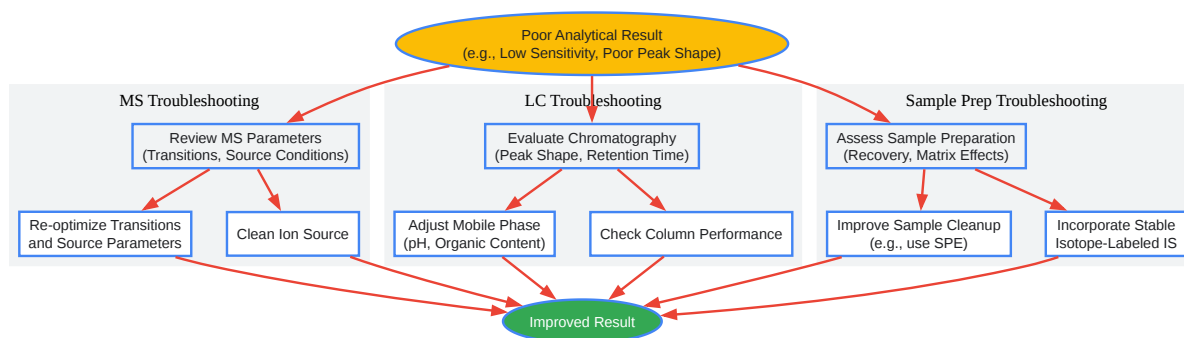 Poor Analytical Result
(e.g., Low Sensitivity, Poor Peak Shape)
MS Troubleshooting
LC Troubleshooting
Sample Prep Troubleshooting
Review MS Parameters
(Transitions, Source Conditions)
Evaluate Chromatography
(Peak Shape, Retention Time)
Assess Sample Preparation
(Recovery, Matrix Effects)
Re-optimize Transitions
and Source Parameters
Clean Ion Source
Adjust Mobile Phase
(pH, Organic Content)
Check Column Performance
Improve Sample Cleanup
(e.g., use SPE)
Incorporate Stable
Isotope-Labeled IS
Improved Result